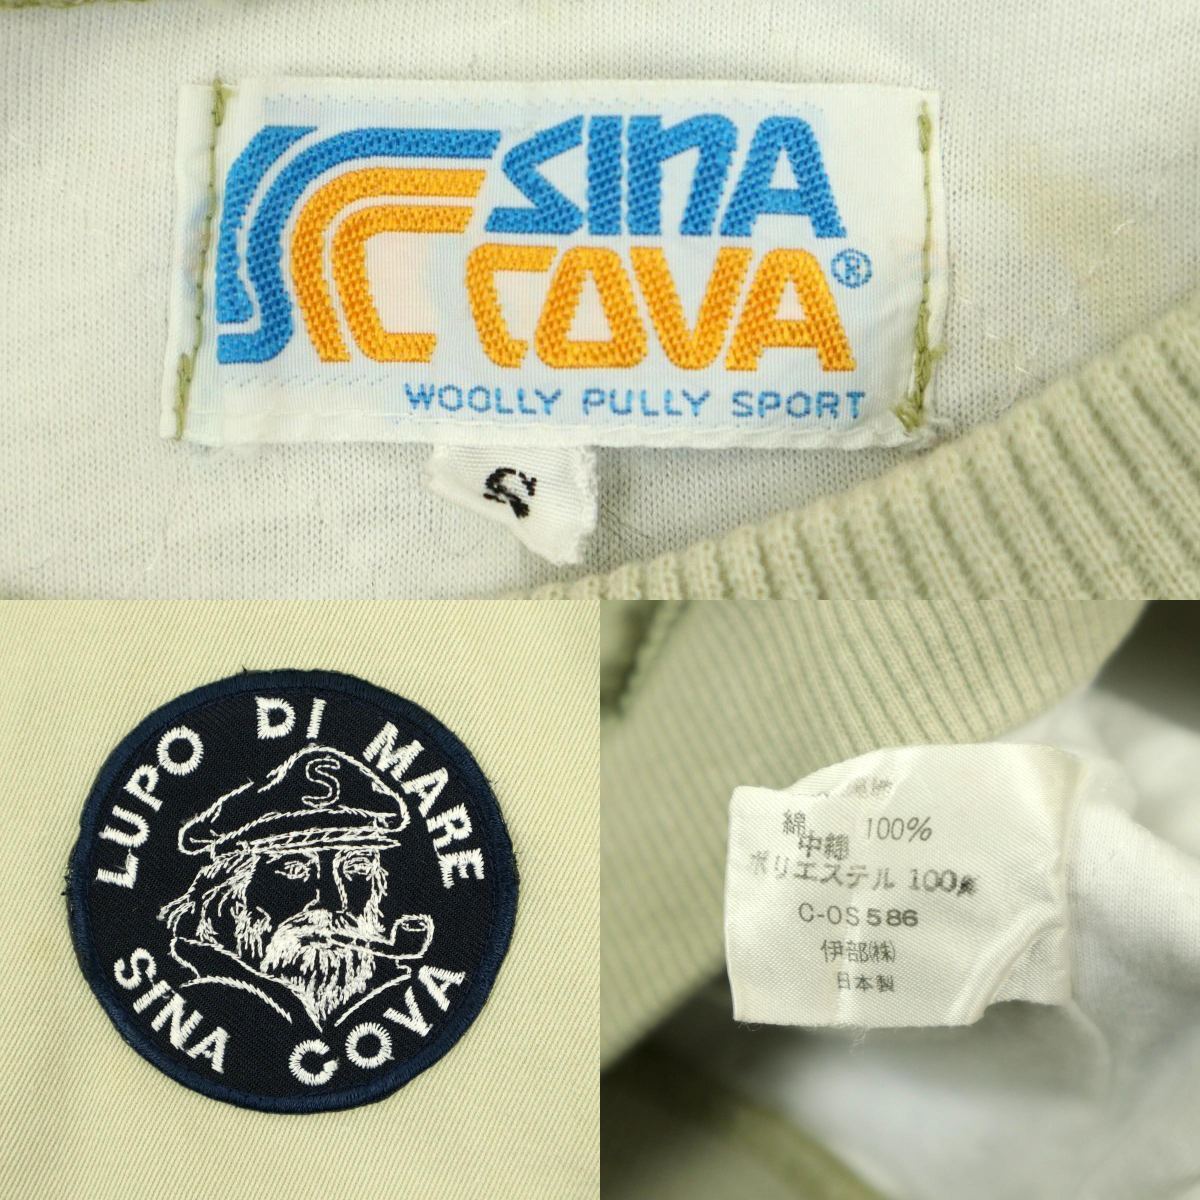 SINA
COVA®
WOOLLY PULLY SPORT
LUPO DI MARE
S
SINA COVA
綿 100%
中綿
ポリエステル 100%
C-OS586
伊部㈱
日本製